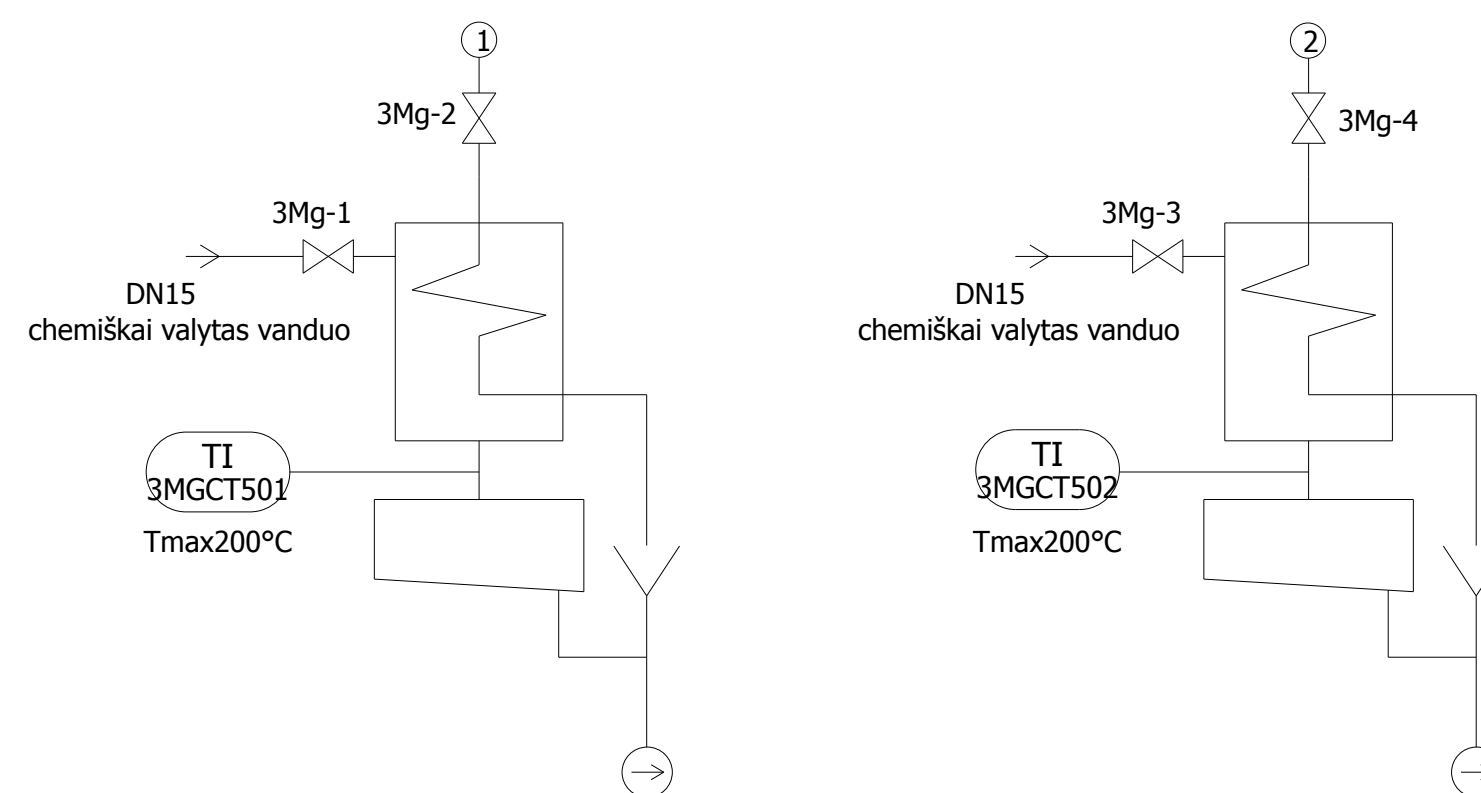 1
3Mg-2
3Mg-1
DN15
chemiškai valytas vanduo
TI
3MGCT501
Tmax200°C
2
3Mg-4
3Mg-3
DN15
chemiškai valytas vanduo
TI
3MGCT502
Tmax200°C